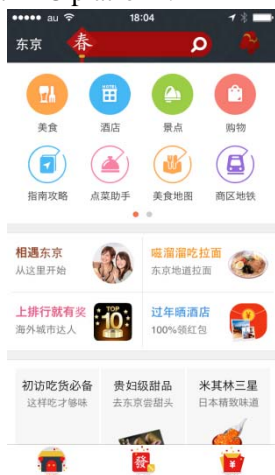 ●●●●● au 18:04
东京 春
美食 酒店 景点 购物
指南攻略 点菜助手 美食地图 商区地铁
相遇东京 嗞溜溜吃拉面
从这里开始 东京地道拉面
上排行就有奖 过年晒酒店
海外城市达人 100%领红包
TOP
10
初访吃货必备 贵妇级甜品 米其林三星
这样吃才够味 去东京尝甜头 日本精致味道
發